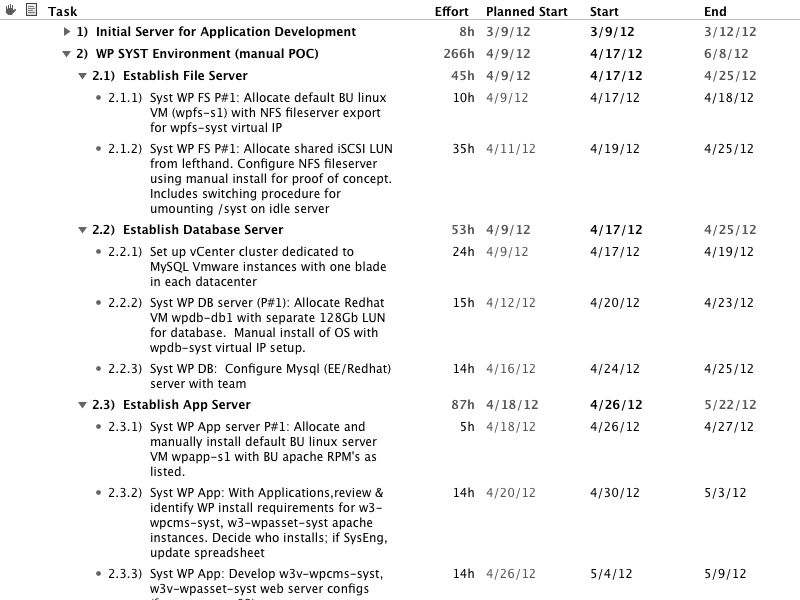 Task Effort Planned Start Start End
1) Initial Server for Application Development 8h 3/9/12 3/9/12 3/12/12
2) WP SYST Environment (manual POC) 266h 4/9/12 4/17/12 6/8/12
2.1) Establish File Server 45h 4/9/12 4/17/12 4/25/12
2.1.1) Syst WP FS P#1: Allocate default BU linux 10h 4/9/12 4/17/12 4/18/12
VM (wpfs-s1) with NFS fileserver export
for wpfs-syst virtual IP
2.1.2) Syst WP FS P#1: Allocate shared iSCSI LUN 35h 4/11/12 4/19/12 4/25/12
from lefthand. Configure NFS fileserver
using manual install for proof of concept.
Includes switching procedure for
umounting /syst on idle server
2.2) Establish Database Server 53h 4/9/12 4/17/12 4/25/12
2.2.1) Set up vCenter cluster dedicated to 24h 4/9/12 4/17/12 4/19/12
MySQL Vmware instances with one blade
in each datacenter
2.2.2) Syst WP DB server (P#1): Allocate Redhat 15h 4/12/12 4/20/12 4/23/12
VM wpdb-db1 with separate 128Gb LUN
for database. Manual install of OS with
wpdb-syst virtual IP setup.
2.2.3) Syst WP DB: Configure Mysql (EE/Redhat) 14h 4/16/12 4/24/12 4/25/12
server with team
2.3) Establish App Server 87h 4/18/12 4/26/12 5/22/12
2.3.1) Syst WP App server P#1: Allocate and 5h 4/18/12 4/26/12 4/27/12
manually install default BU linux server
VM wpapp-s1 with BU apache RPM's as
listed.
2.3.2) Syst WP App: With Applications,review & 14h 4/20/12 4/30/12 5/3/12
identify WP install requirements for w3-
wpcms-syst, w3-wpasset-syst apache
instances. Decide who installs; if SysEng,
update spreadsheet
2.3.3) Syst WP App: Develop w3v-wpcms-syst, 14h 4/26/12 5/4/12 5/9/12
w3v-wpasset-syst web server configs